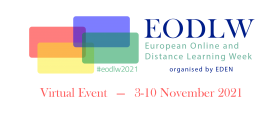 EODLW
European Online and
Distance Learning Week
#eodlw2021
organised by EDEN
Virtual Event — 3-10 November 2021